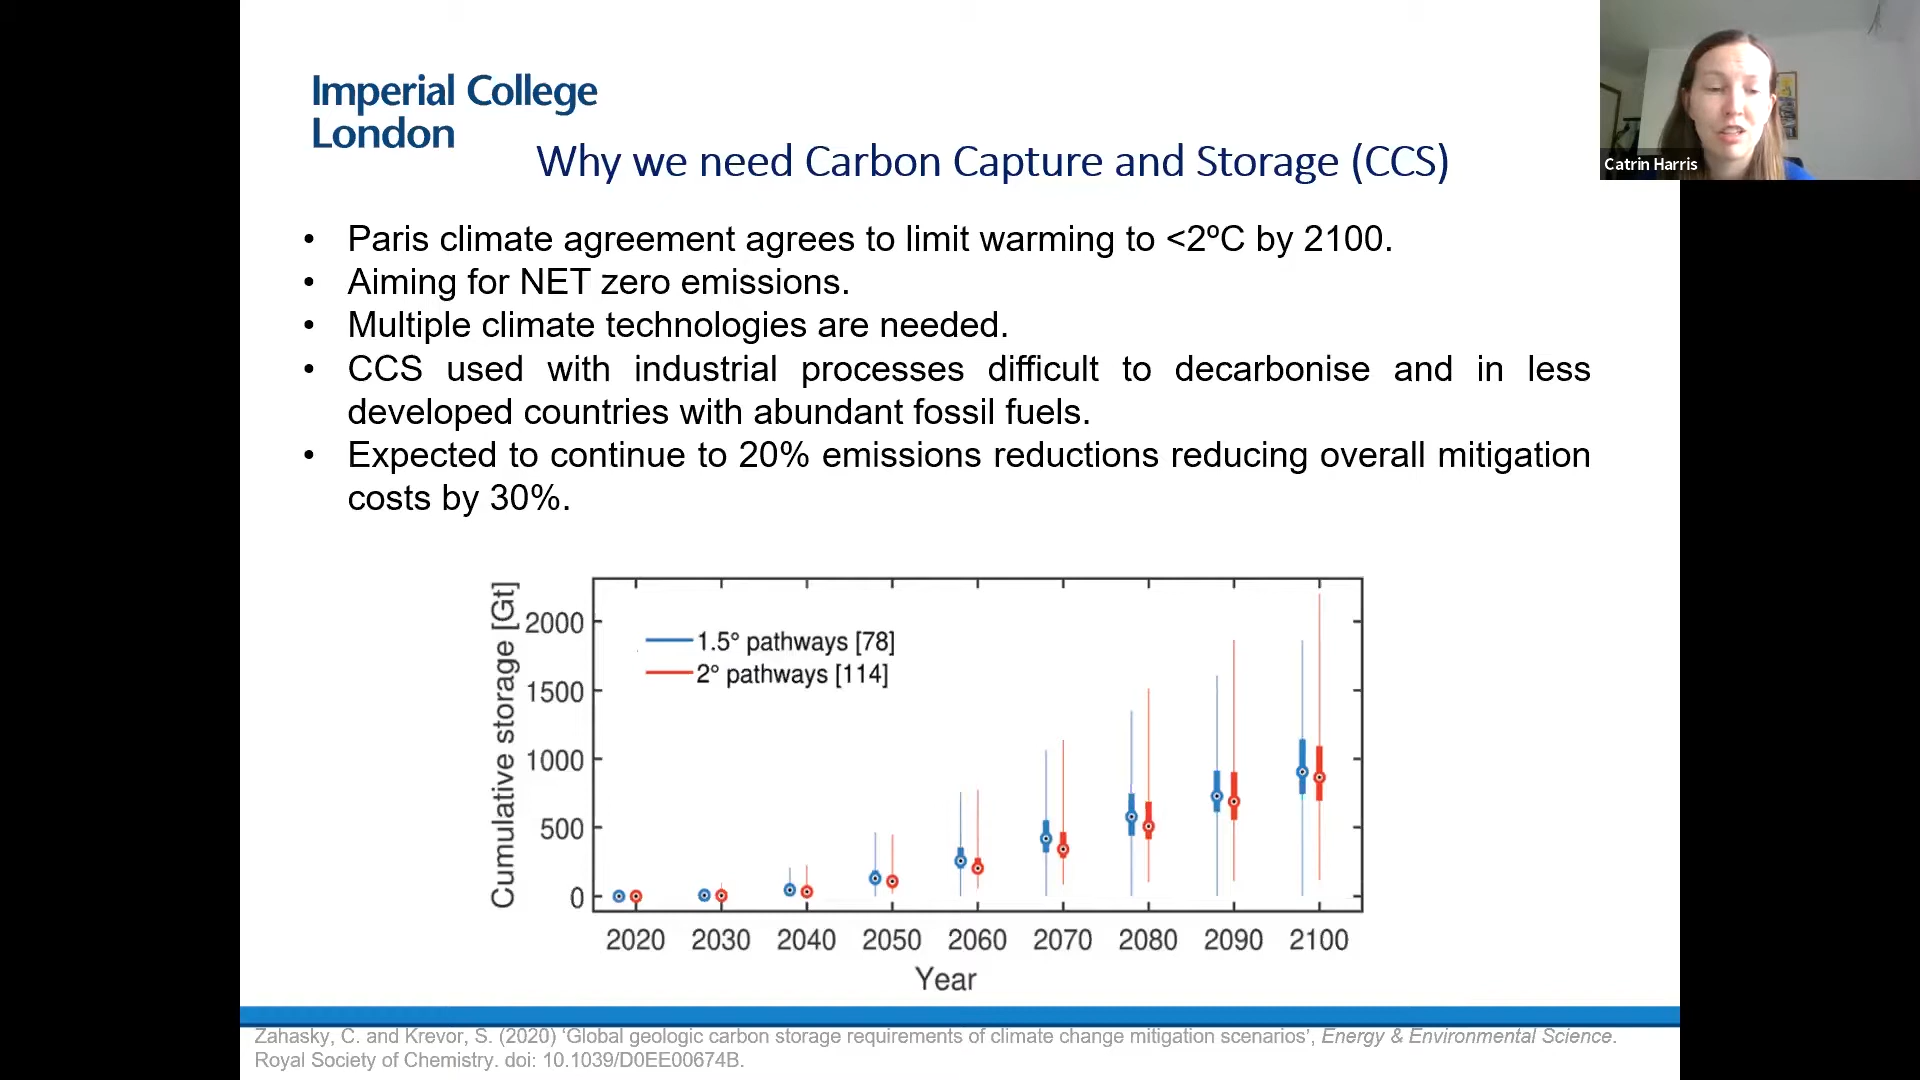 Imperial College
London
Why we need Carbon Capture and Storage (CCS)
Catrin Harris
• Paris climate agreement agrees to limit warming to <2ºC by 2100.
• Aiming for NET zero emissions.
• Multiple climate technologies are needed.
• CCS used with industrial processes difficult to decarbonise and in less
developed countries with abundant fossil fuels.
• Expected to continue to 20% emissions reductions reducing overall mitigation
costs by 30%.
Cumulative storage [Gt]
2000
1500
1000
500
0
1.5° pathways [78]
2° pathways [114]
2020 2030 2040 2050 2060 2070 2080 2090 2100
Year
Zahasky, C. and Krevor, S. (2020) ‘Global geologic carbon storage requirements of climate change mitigation scenarios’, Energy & Environmental Science.
Royal Society of Chemistry. doi: 10.1039/D0EE00674B.